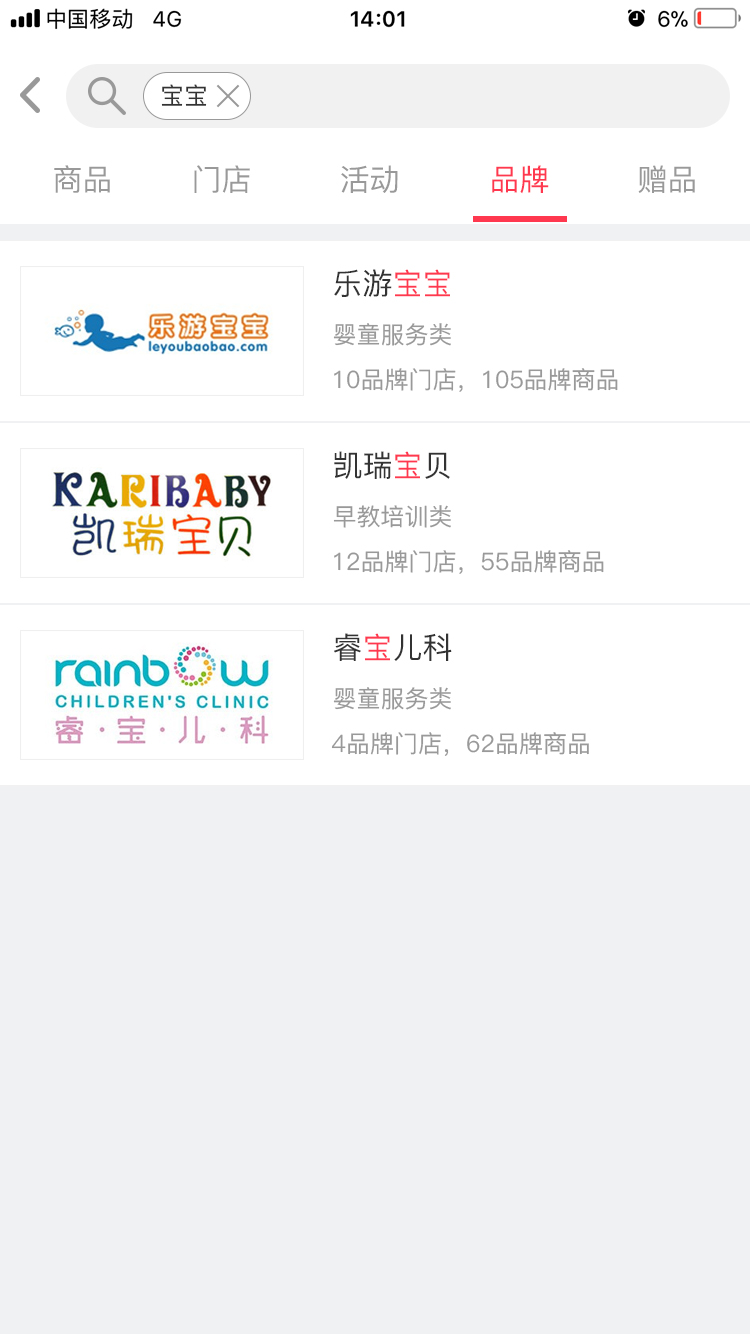 中国移动 4G 14:01 6%
宝宝
商品 门店 活动 品牌 赠品
乐游宝宝
leyoubaobao.com
乐游宝宝
婴童服务类
10品牌门店，105品牌商品
KARIBABY
凯瑞宝贝
凯瑞宝贝
早教培训类
12品牌门店，55品牌商品
rainbow
CHILDREN'S CLINIC
睿·宝·儿·科
睿宝儿科
婴童服务类
4品牌门店，62品牌商品